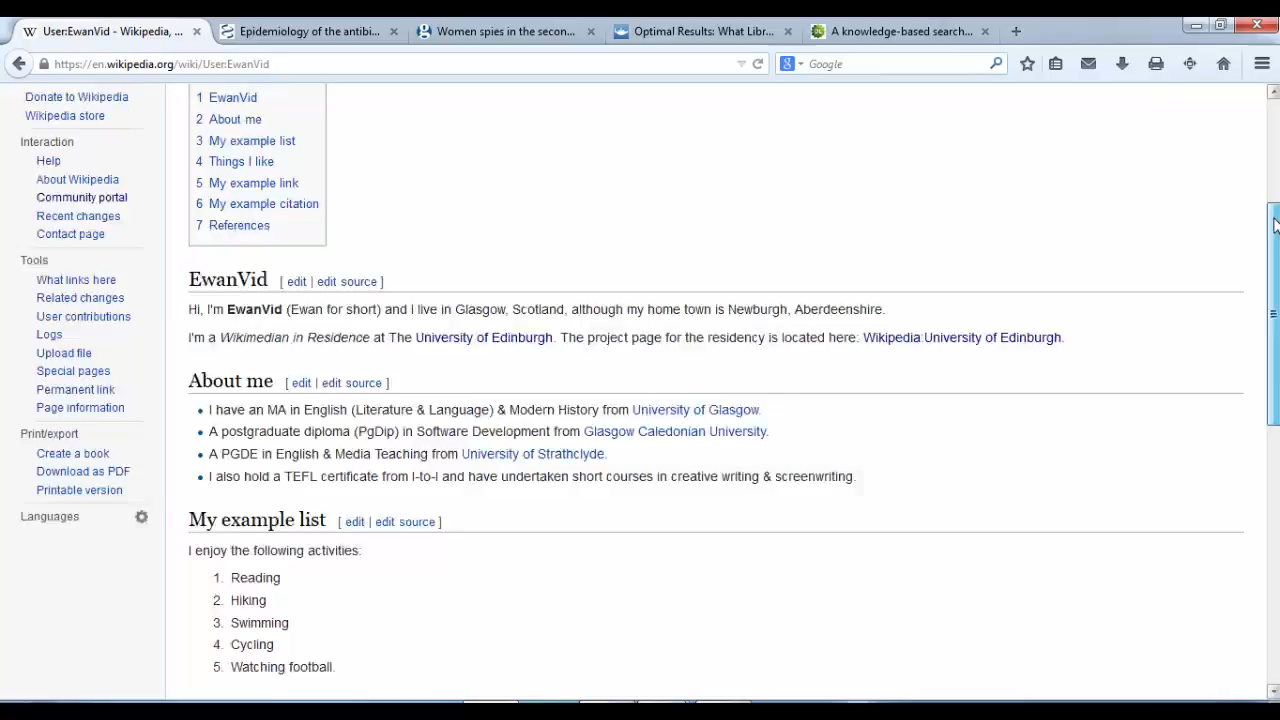 User:EwanVid - Wikipedia, ...
Epidemiology of the antibi...
Women spies in the secon...
Optimal Results: What Libr...
A knowledge-based search...
https://en.wikipedia.org/wiki/User:EwanVid
Google
Donate to Wikipedia
Wikipedia store
Interaction
Help
About Wikipedia
Community portal
Recent changes
Contact page
Tools
What links here
Related changes
User contributions
Logs
Upload file
Special pages
Permanent link
Page information
Print/export
Create a book
Download as PDF
Printable version
Languages
1 EwanVid
2 About me
3 My example list
4 Things I like
5 My example link
6 My example citation
7 References
EwanVid [ edit | edit source ]
Hi, I'm EwanVid (Ewan for short) and I live in Glasgow, Scotland, although my home town is Newburgh, Aberdeenshire.
I'm a Wikimedian in Residence at The University of Edinburgh. The project page for the residency is located here: Wikipedia:University of Edinburgh.
About me [ edit | edit source ]
• I have an MA in English (Literature & Language) & Modern History from University of Glasgow.
• A postgraduate diploma (PgDip) in Software Development from Glasgow Caledonian University.
• A PGDE in English & Media Teaching from University of Strathclyde.
• I also hold a TEFL certificate from I-to-I and have undertaken short courses in creative writing & screenwriting.
My example list [ edit | edit source ]
I enjoy the following activities:
1. Reading
2. Hiking
3. Swimming
4. Cycling
5. Watching football.